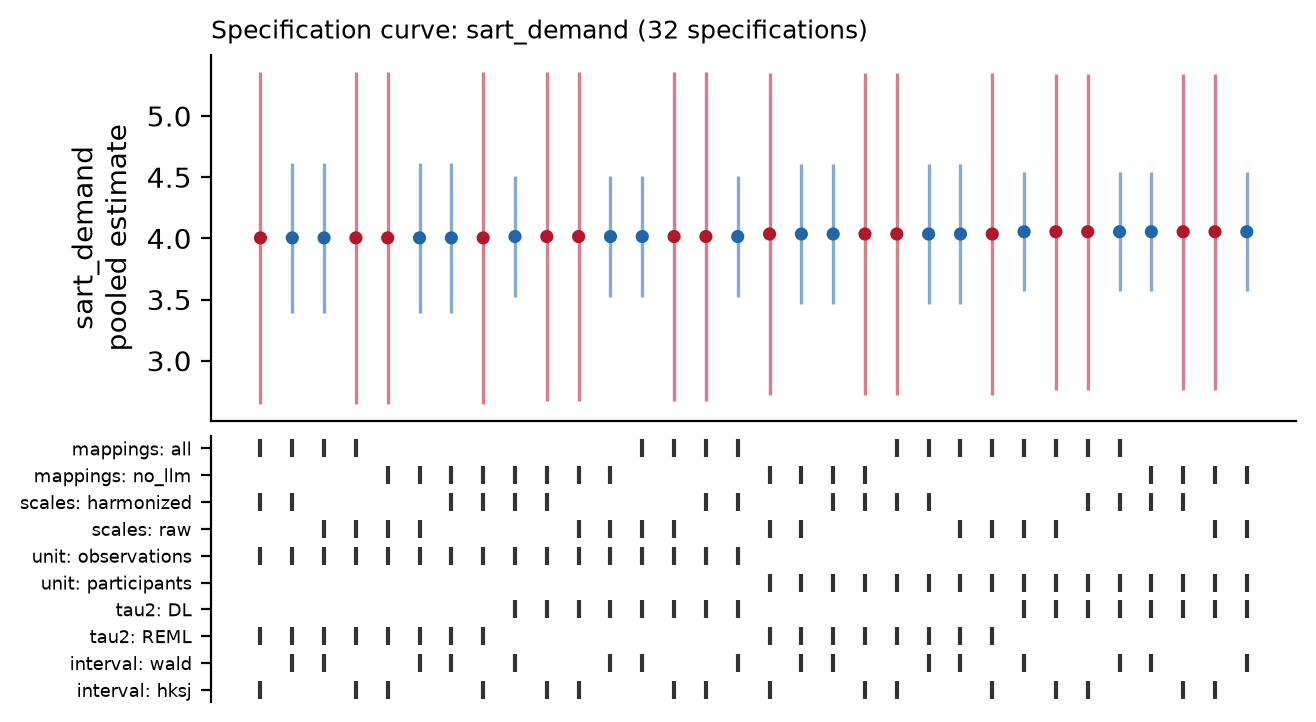 Specification curve: sart_demand (32 specifications)
sart_demand
pooled estimate
5.0
4.5
4.0
3.5
3.0
mappings: all
mappings: no_llm
scales: harmonized
scales: raw
unit: observations
unit: participants
tau2: DL
tau2: REML
interval: wald
interval: hksj